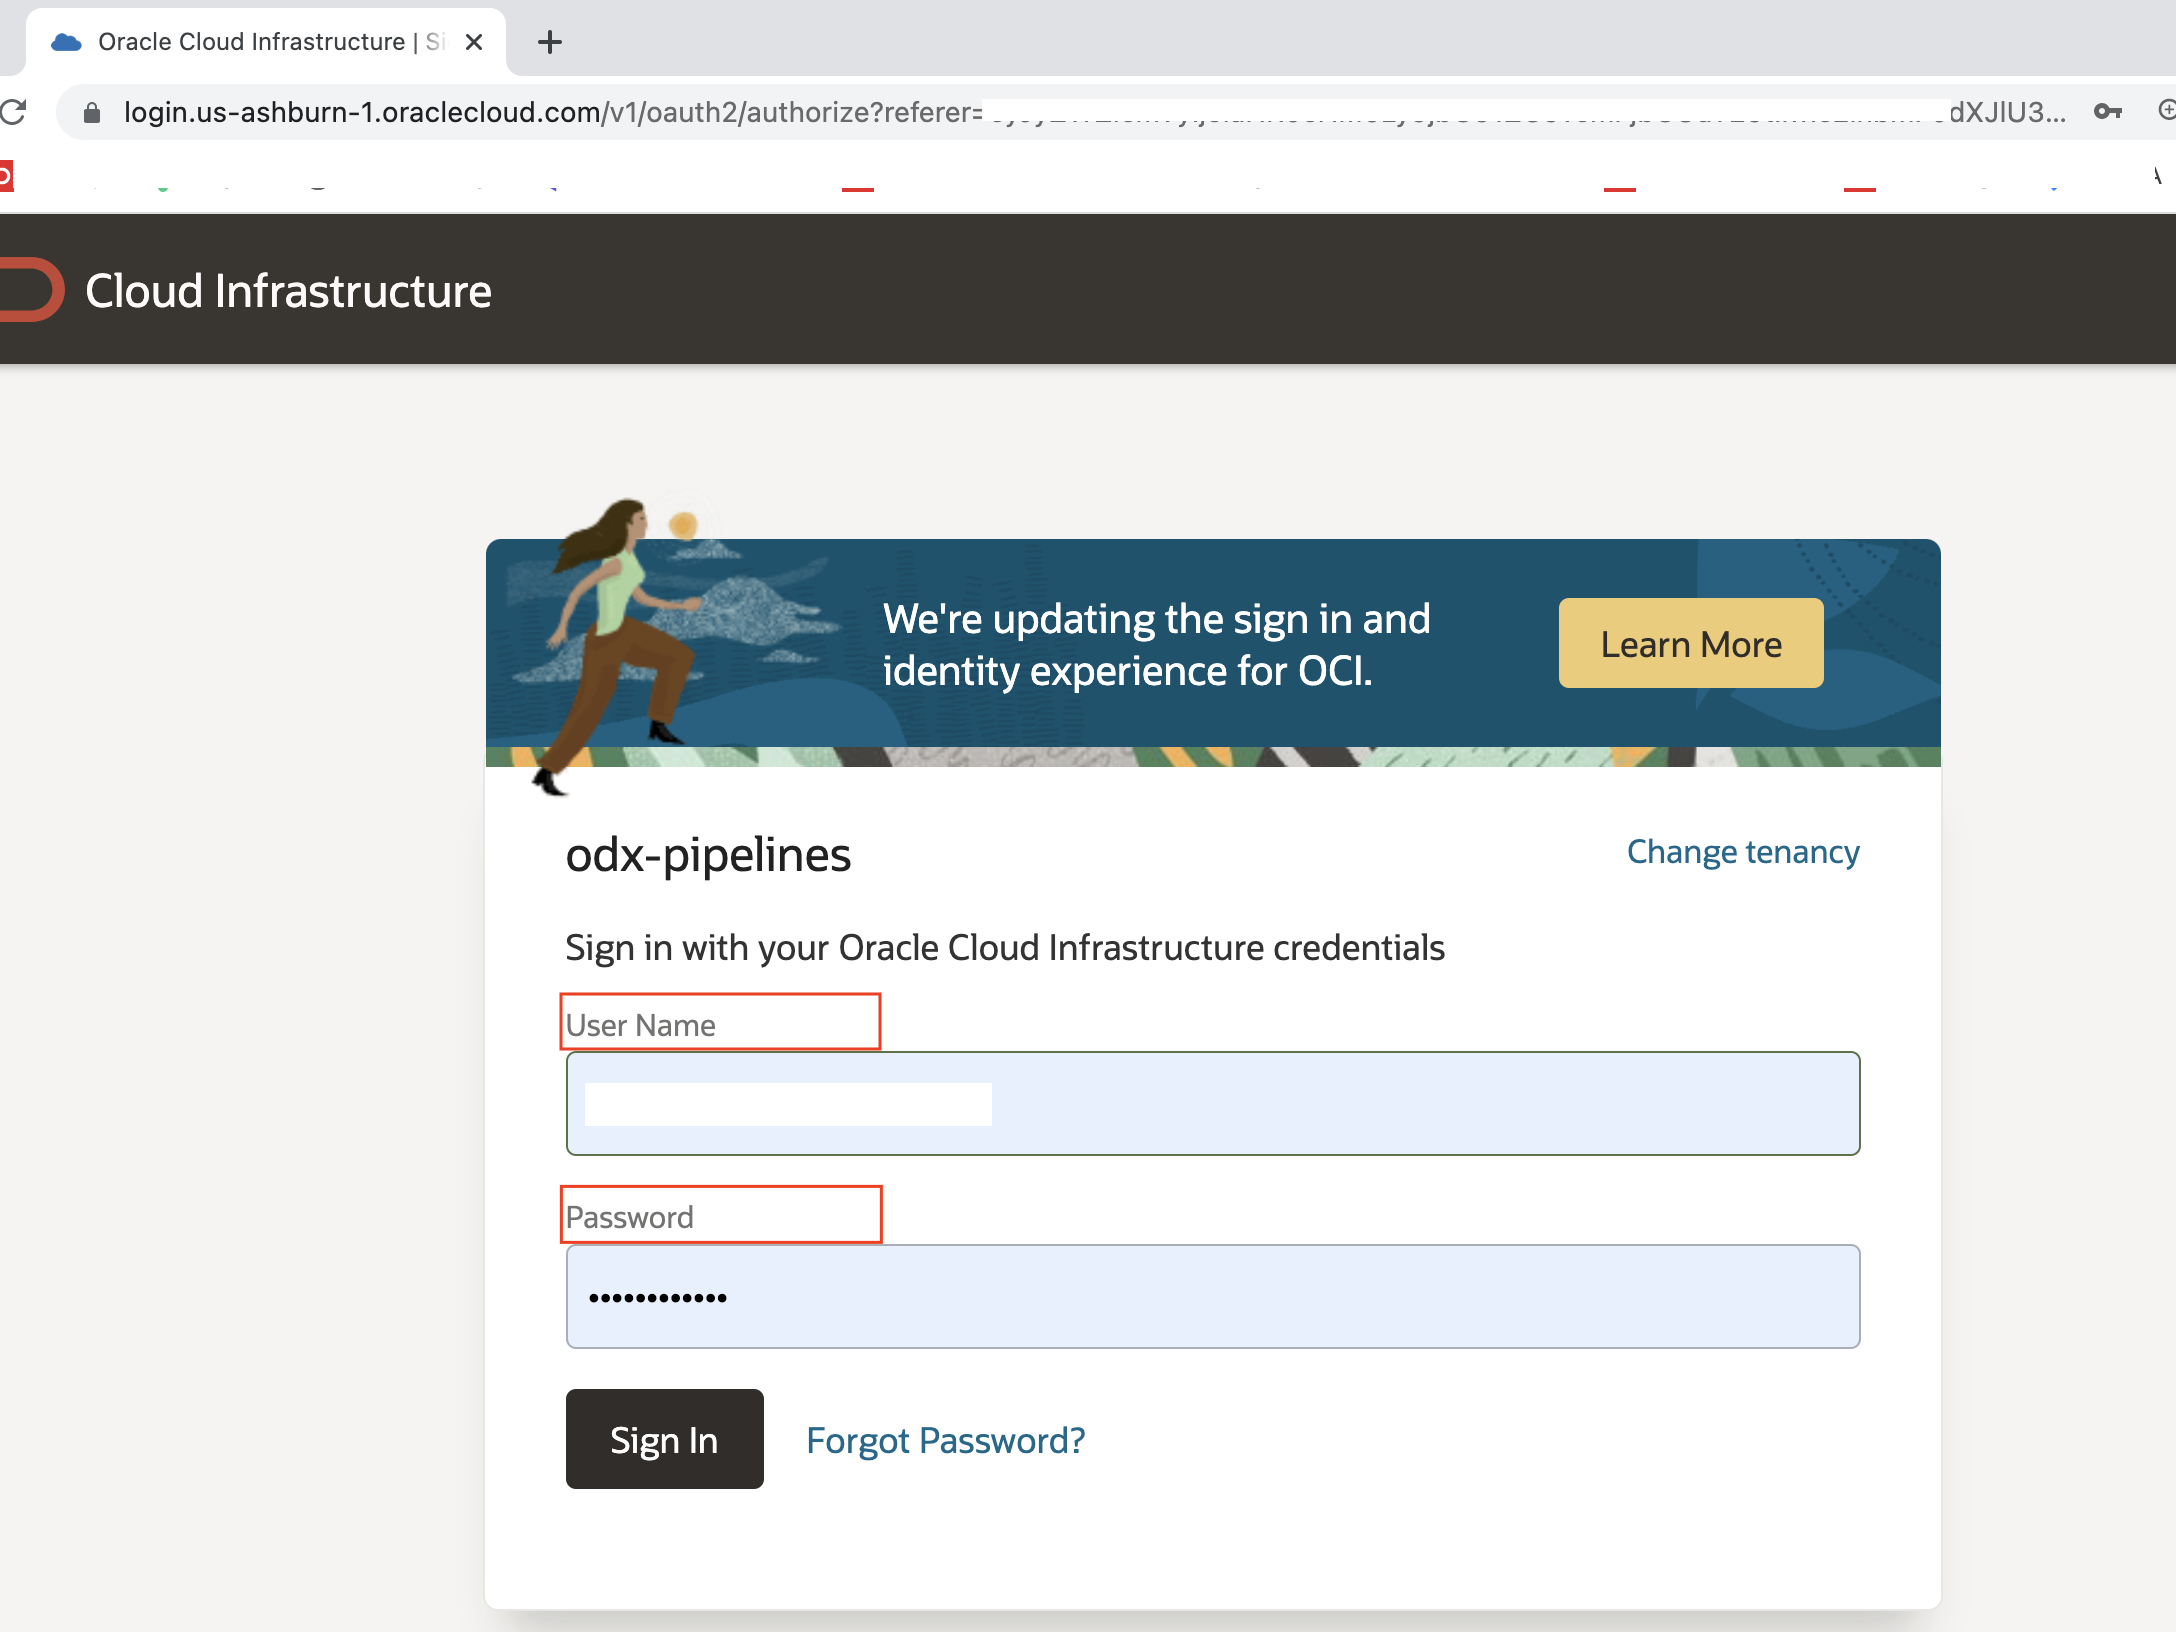 Oracle Cloud Infrastructure | Si
login.us-ashburn-1.oraclecloud.com/v1/oauth2/authorize?referer=
dXJlU3...
Cloud Infrastructure
We're updating the sign in and
identity experience for OCI.
Learn More
odx-pipelines
Change tenancy
Sign in with your Oracle Cloud Infrastructure credentials
User Name
Password
Sign In
Forgot Password?